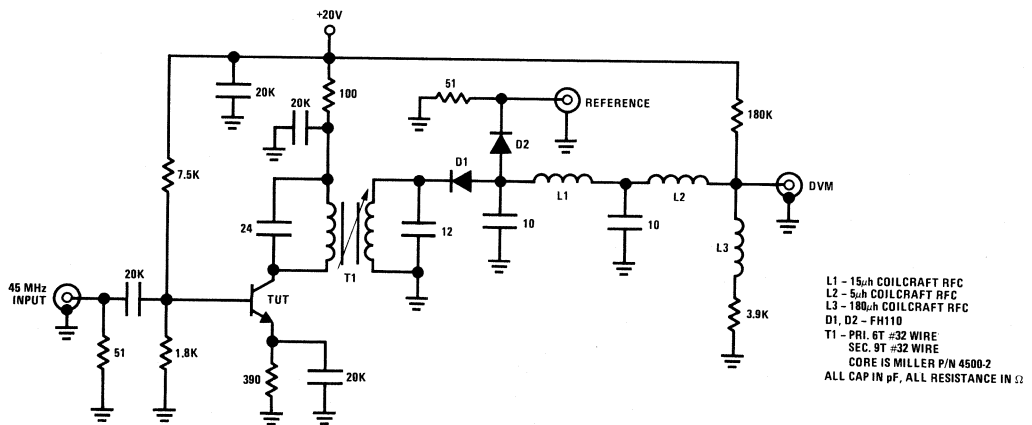 +20V
20K
100
20K
51
REFERENCE
180K
D2
D1
7.5K
L1
L2
DVM
24
12
10
10
T1
L3
45 MHz
INPUT
20K
TUT
51
1.8K
390
20K
3.9K
L1 – 15μh COILCRAFT RFC
L2 – 5μh COILCRAFT RFC
L3 – 180μh COILCRAFT RFC
D1, D2 – FH110
T1 – PRI. 6T #32 WIRE
SEC. 9T #32 WIRE
CORE IS MILLER P/N 4500-2
ALL CAP IN pF, ALL RESISTANCE IN Ω